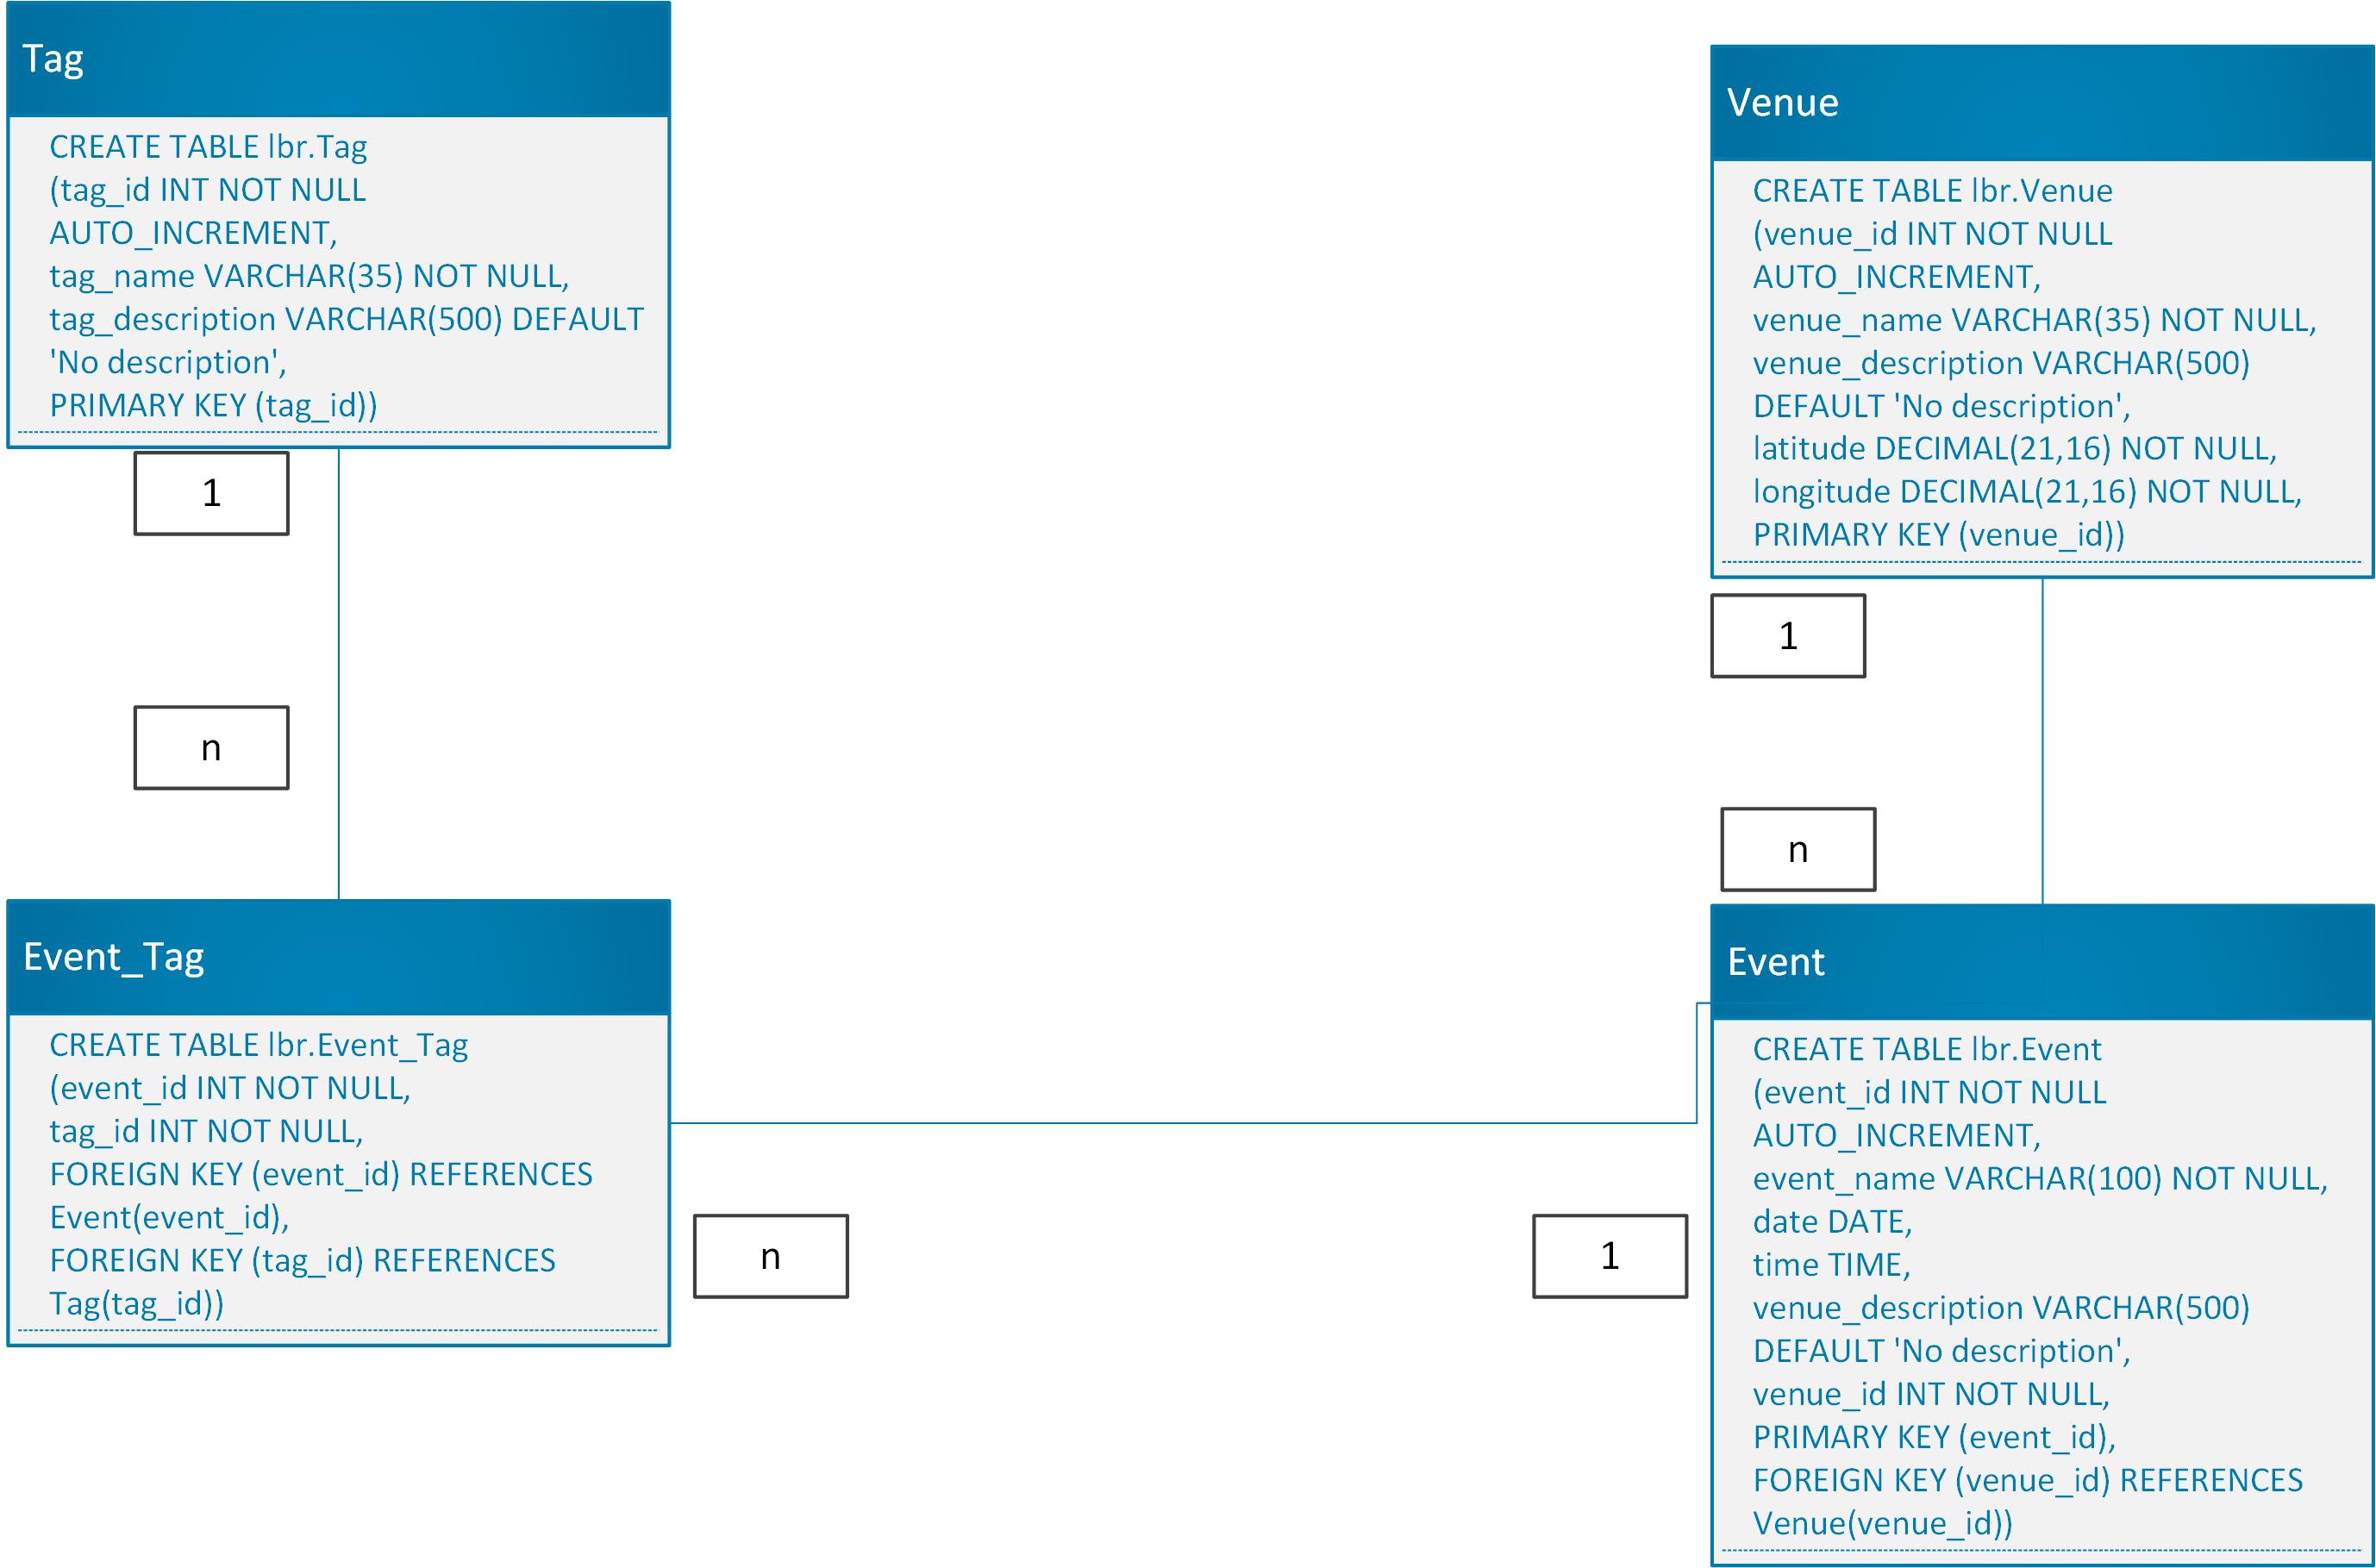 Tag
CREATE TABLE lbr.Tag
(tag_id INT NOT NULL
AUTO_INCREMENT,
tag_name VARCHAR(35) NOT NULL,
tag_description VARCHAR(500) DEFAULT
'No description',
PRIMARY KEY (tag_id))
1
n
Venue
CREATE TABLE lbr.Venue
(venue_id INT NOT NULL
AUTO_INCREMENT,
venue_name VARCHAR(35) NOT NULL,
venue_description VARCHAR(500)
DEFAULT 'No description',
latitude DECIMAL(21,16) NOT NULL,
longitude DECIMAL(21,16) NOT NULL,
PRIMARY KEY (venue_id))
1
n
Event_Tag
CREATE TABLE lbr.Event_Tag
(event_id INT NOT NULL,
tag_id INT NOT NULL,
FOREIGN KEY (event_id) REFERENCES
Event(event_id),
FOREIGN KEY (tag_id) REFERENCES
Tag(tag_id))
n
1
Event
CREATE TABLE lbr.Event
(event_id INT NOT NULL
AUTO_INCREMENT,
event_name VARCHAR(100) NOT NULL,
date DATE,
time TIME,
venue_description VARCHAR(500)
DEFAULT 'No description',
venue_id INT NOT NULL,
PRIMARY KEY (event_id),
FOREIGN KEY (venue_id) REFERENCES
Venue(venue_id))